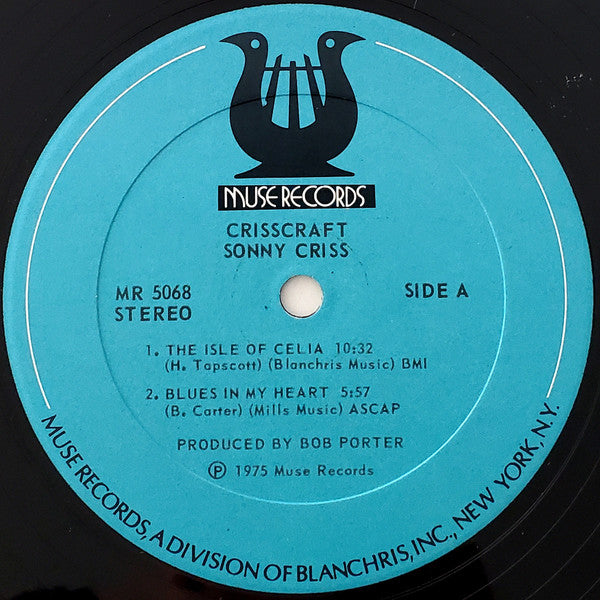 MUSE RECORDS
CRISSCRAFT
SONNY CRISS
MR 5068
STEREO
SIDE A
1. THE ISLE OF CELIA 10:32
(H. Tapscott) (Blanchris Music) BMI
2. BLUES IN MY HEART 5:57
(B. Carter) (Mills Music) ASCAP
PRODUCED BY BOB PORTER
Ⓟ 1975 Muse Records
MUSE RECORDS, A DIVISION OF BLANCHRIS, INC., NEW YORK, N.Y.